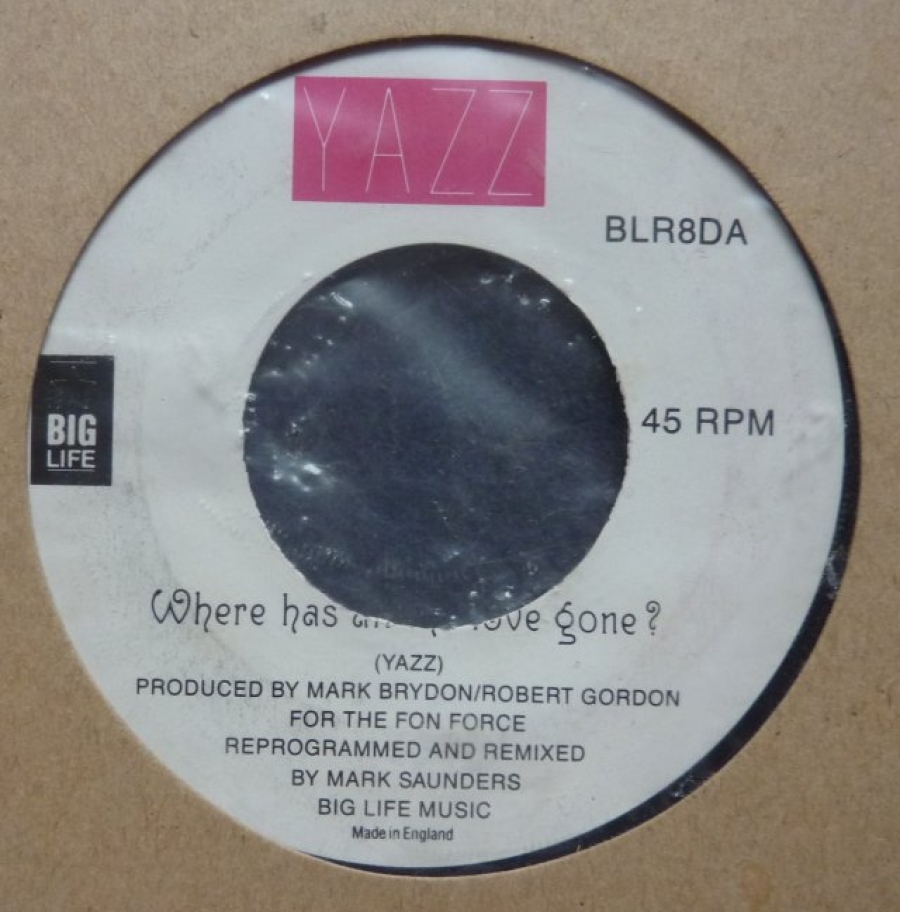 YAZZ
BLR8DA
BIG
LIFE
45 RPM
Where has love gone?
(YAZZ)
PRODUCED BY MARK BRYDON/ROBERT GORDON
FOR THE FON FORCE
REPROGRAMMED AND REMIXED
BY MARK SAUNDERS
BIG LIFE MUSIC
Made in England